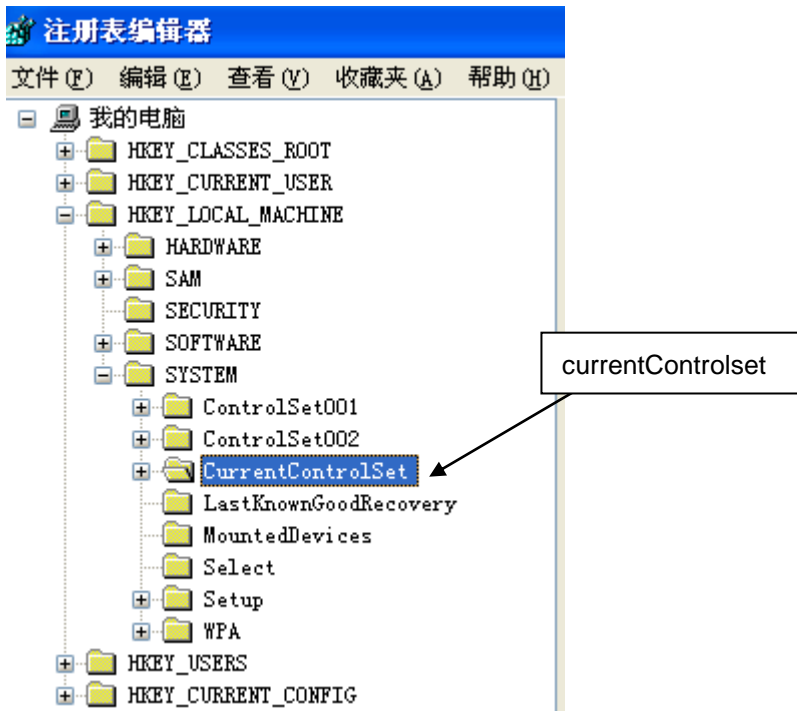 注册表编辑器
文件(F) 编辑(E) 查看(V) 收藏夹(A) 帮助(H)
我的电脑
HKEY_CLASSES_ROOT
HKEY_CURRENT_USER
HKEY_LOCAL_MACHINE
HARDWARE
SAM
SECURITY
SOFTWARE
SYSTEM
currentControlset
ControlSet001
ControlSet002
CurrentControlSet
LastKnownGoodRecovery
MountedDevices
Select
Setup
WPA
HKEY_USERS
HKEY_CURRENT_CONFIG